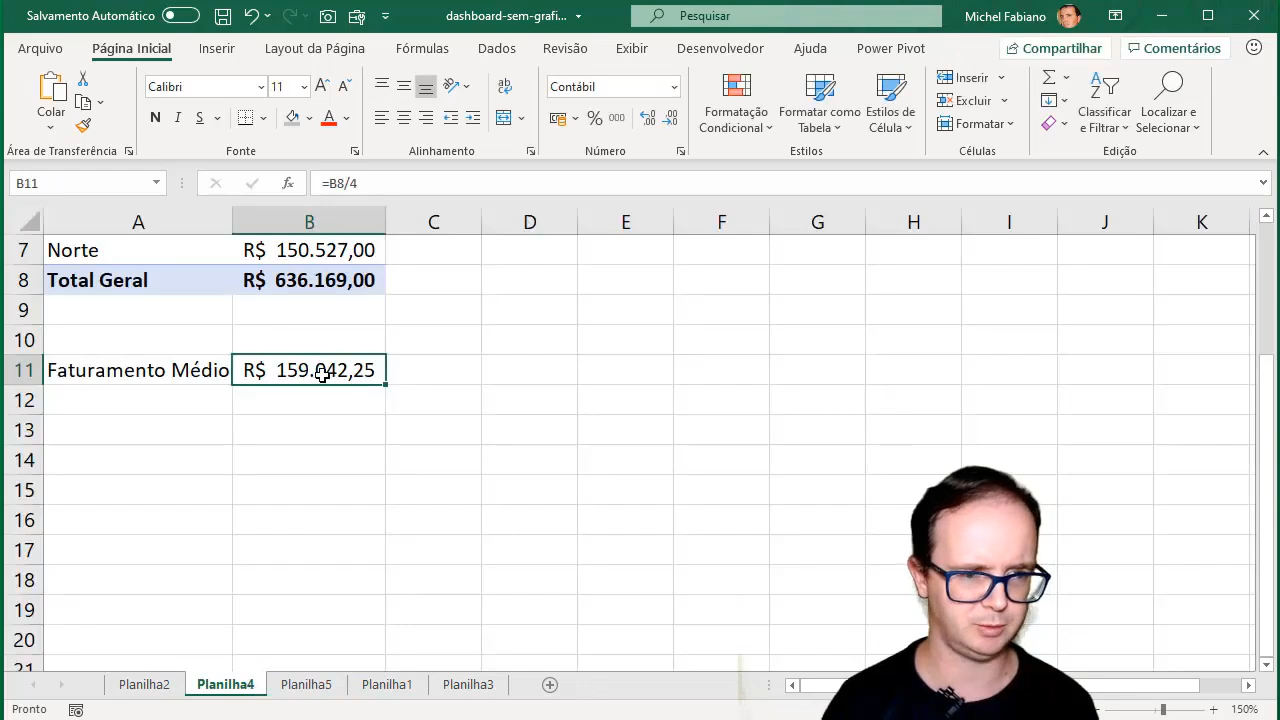 Salvamento Automático
dashboard-sem-grafi...
Pesquisar
Michel Fabiano
Arquivo
Página Inicial
Inserir
Layout da Página
Fórmulas
Dados
Revisão
Exibir
Desenvolvedor
Ajuda
Power Pivot
Compartilhar
Comentários
Colar
Calibri
11
N I S
Contábil
% 000
Formatação Condicional
Formatar como Tabela
Estilos de Célula
Inserir
Excluir
Formatar
Classificar e Filtrar
Localizar e Selecionar
Área de Transferência
Fonte
Alinhamento
Número
Estilos
Células
Edição
B11
fx
=B8/4
A B C D E F G H I J K
7 Norte R$ 150.527,00
8 Total Geral R$ 636.169,00
9
10
11 Faturamento Médio R$ 159.042,25
12
13
14
15
16
17
18
19
20
21
Planilha2
Planilha4
Planilha5
Planilha1
Planilha3
Pronto
150%